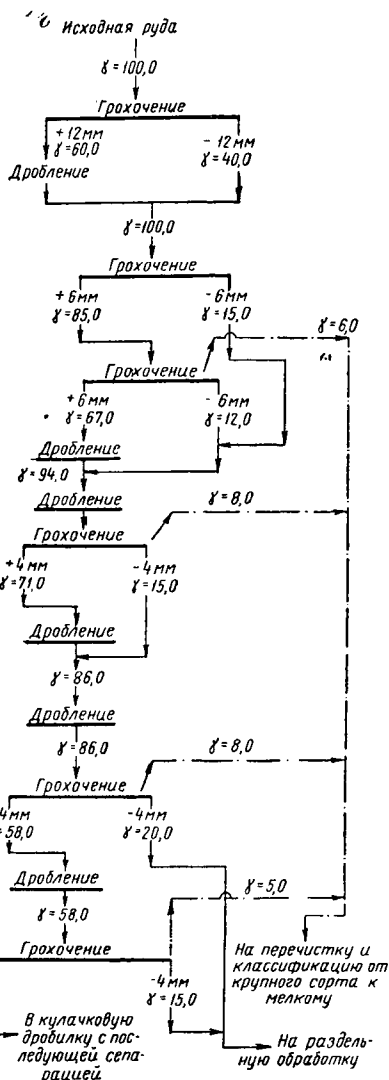 Исходная руда
γ=100,0
Грохочение
+12мм
γ=60,0
-12мм
γ=40,0
Дробление
γ=100,0
Грохочение
+6мм
γ=85,0
-6мм
γ=15,0
γ=6,0
Грохочение
+6мм
γ=67,0
-6мм
γ=12,0
Дробление
γ=94,0
Дробление
γ=8,0
Грохочение
+4мм
γ=71,0
-4мм
γ=15,0
Дробление
γ=86,0
Дробление
γ=86,0
γ=8,0
Грохочение
4мм
=58,0
-4мм
γ=20,0
Дробление
γ=5,0
γ=58,0
Грохочение
-4мм
γ=15,0
На перечистку и
классификацию от
крупного сорта к
мелкому
В кулачковую
дробилку с пос-
ледующей сепа-
рацией
На раздель-
ную обработку